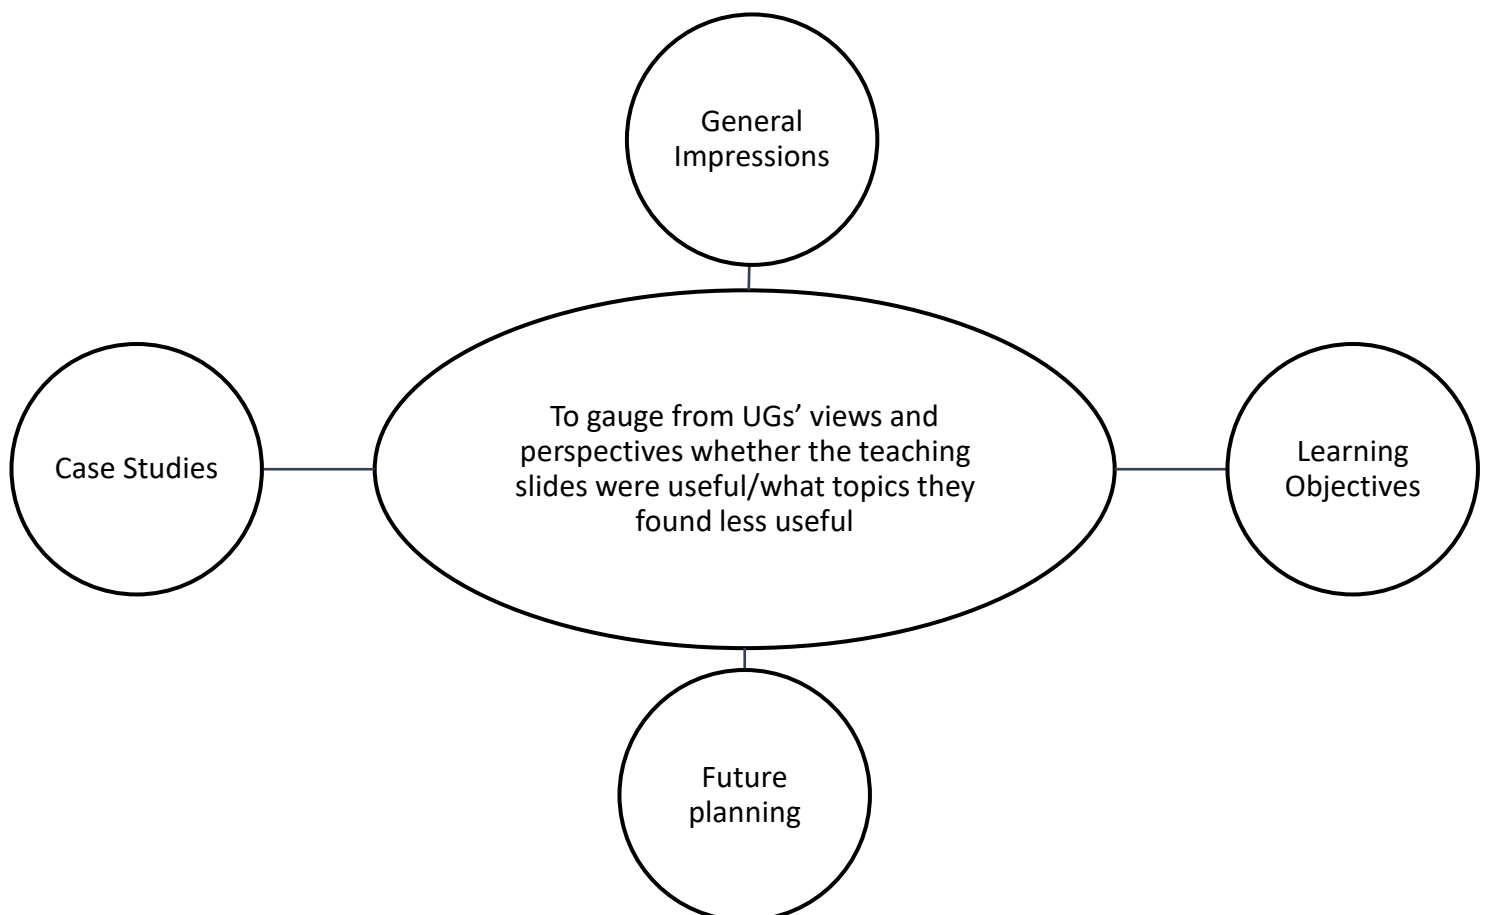 General
Impressions
Case Studies
To gauge from UGs’ views and
perspectives whether the teaching
slides were useful/what topics they
found less useful
Learning
Objectives
Future
planning